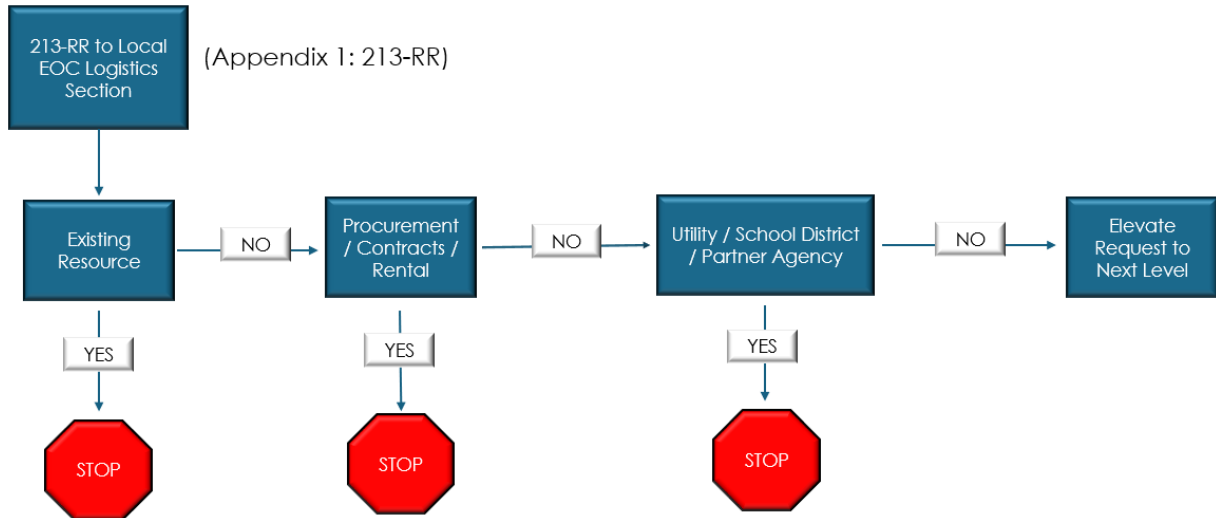 213-RR to Local
EOC Logistics
Section
(Appendix 1: 213-RR)
Existing
Resource
NO
Procurement
/ Contracts /
Rental
NO
Utility / School District
/ Partner Agency
NO
Elevate
Request to
Next Level
YES
YES
YES
STOP
STOP
STOP